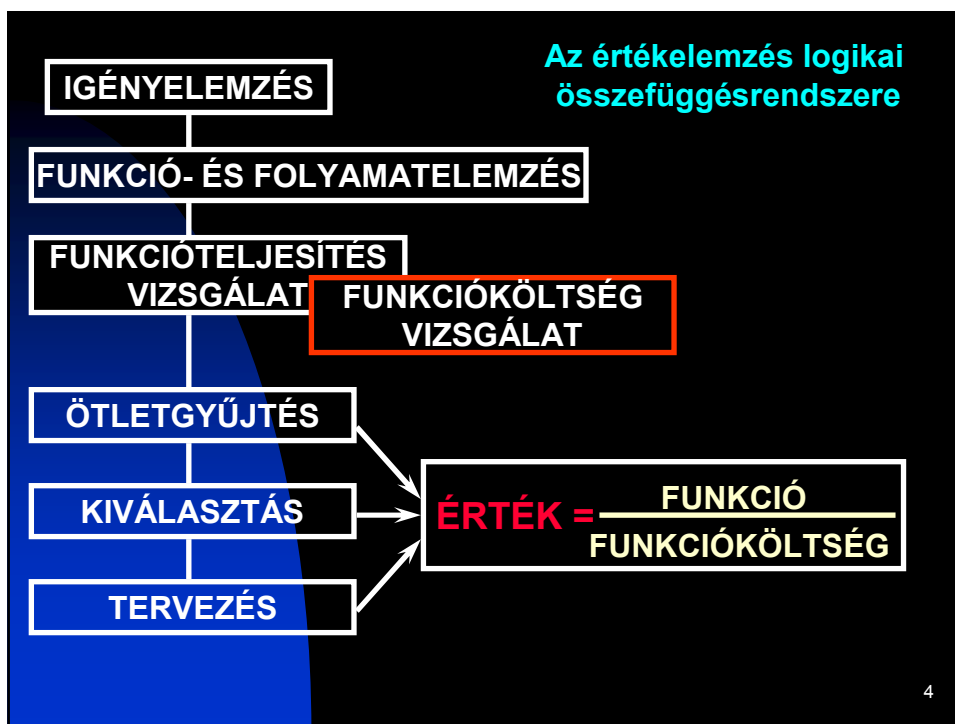 Az értékelemzés logikai
összefüggésrendszere
IGÉNYELEMZÉS
FUNKCIÓ- ÉS FOLYAMATELEMZÉS
FUNKCIÓTELJESÍTÉS
VIZSGÁLAT
FUNKCIÓKÖLTSÉG
VIZSGÁLAT
ÖTLETGYŰJTÉS
KIVÁLASZTÁS
TERVEZÉS
ÉRTÉK =
FUNKCIÓ
FUNKCIÓKÖLTSÉG
4